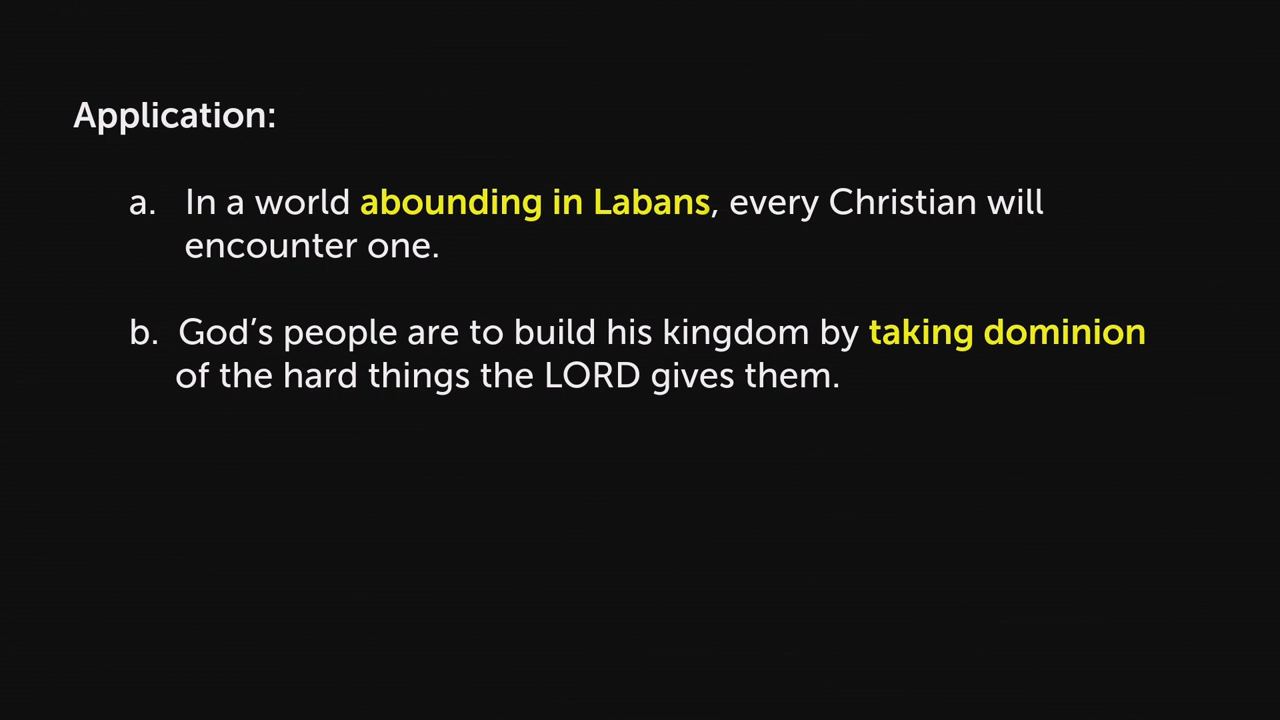 Application:
a. In a world abounding in Labans, every Christian will
encounter one.
b. God’s people are to build his kingdom by taking dominion
of the hard things the LORD gives them.